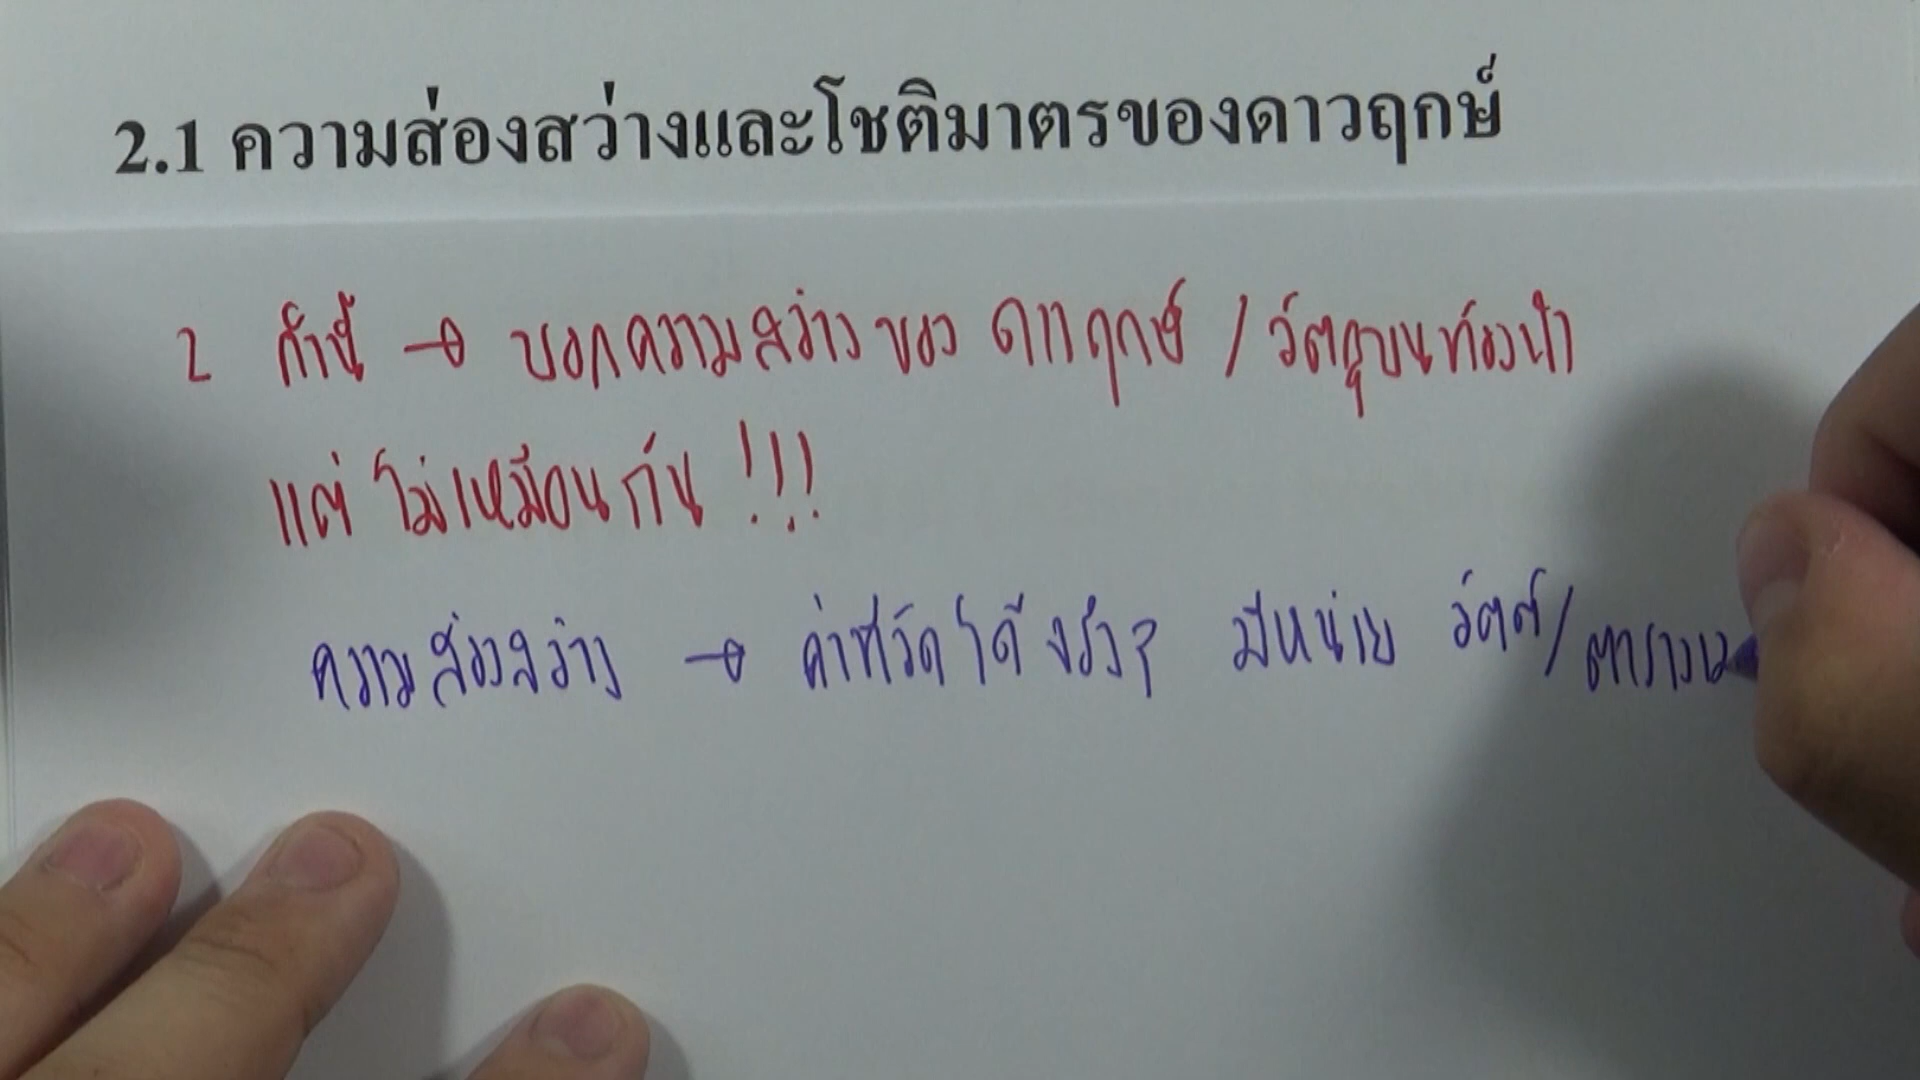 2.1 ความส่องสว่างและโชติมาตรของดาวฤกษ์
2 คำนี้ → บอกความสว่างของ ดาวฤกษ์ / วัตถุบนท้องฟ้า
แต่ ไม่เหมือนกัน !!!
ความส่องสว่าง → ค่าที่วัดได้จริงๆ มีหน่วย วัตต์/ตารางเม